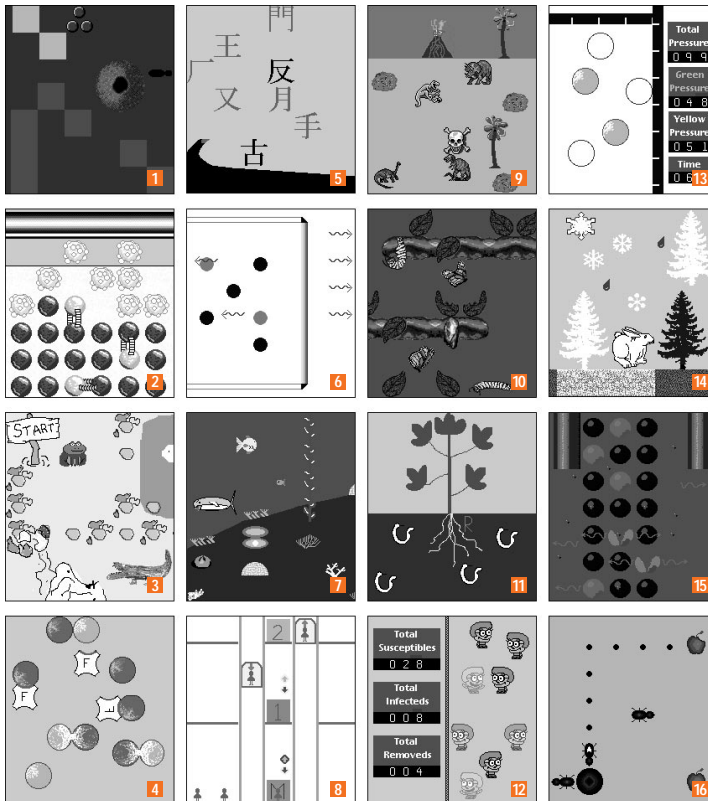 1
2
START
3
F
F
F
4
門
王
反
厂
又 月
手
古
5
6
7
2
1
M
8
9
10
R
11
Total
Susceptibles
0 2 8
Total
Infecteds
0 0 8
Total
Removeds
0 0 4
12
Total
Pressure
0 9 9
Green
Pressure
0 4 8
Yellow
Pressure
0 5 1
Time
0 6
13
14
15
16